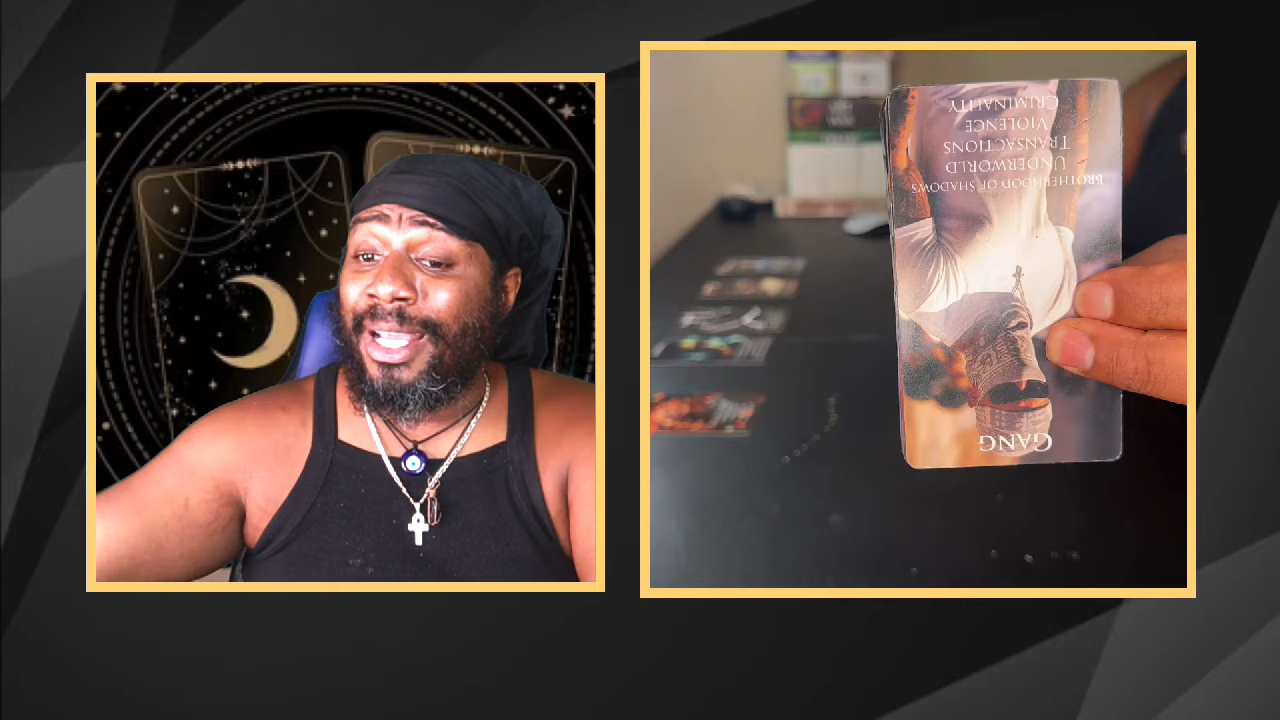 GANG
BROTHERHOOD OF SHADOWS
UNDERWORLD
TRANSACTIONS
VIOLENCE
CRIMINALITY